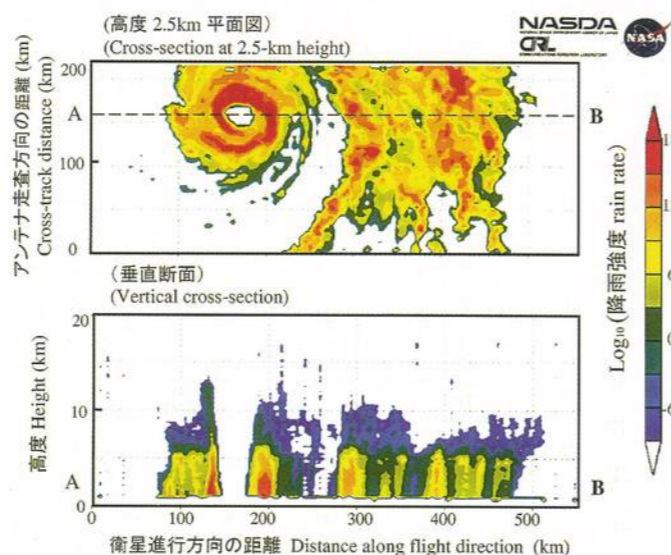 (高度 2.5km 平面図)
(Cross-section at 2.5-km height)
NASDA
CRL
NASA
アンテナ走査方向の距離 (km)
Cross-track distance (km)
200
A
B
100
0
(垂直断面)
(Vertical cross-section)
20
10
0
高度 Height (km)
A
B
0 100 200 300 400 500
衛星進行方向の距離 Distance along flight direction (km)
Log₁₀ (降雨強度 rain rate)